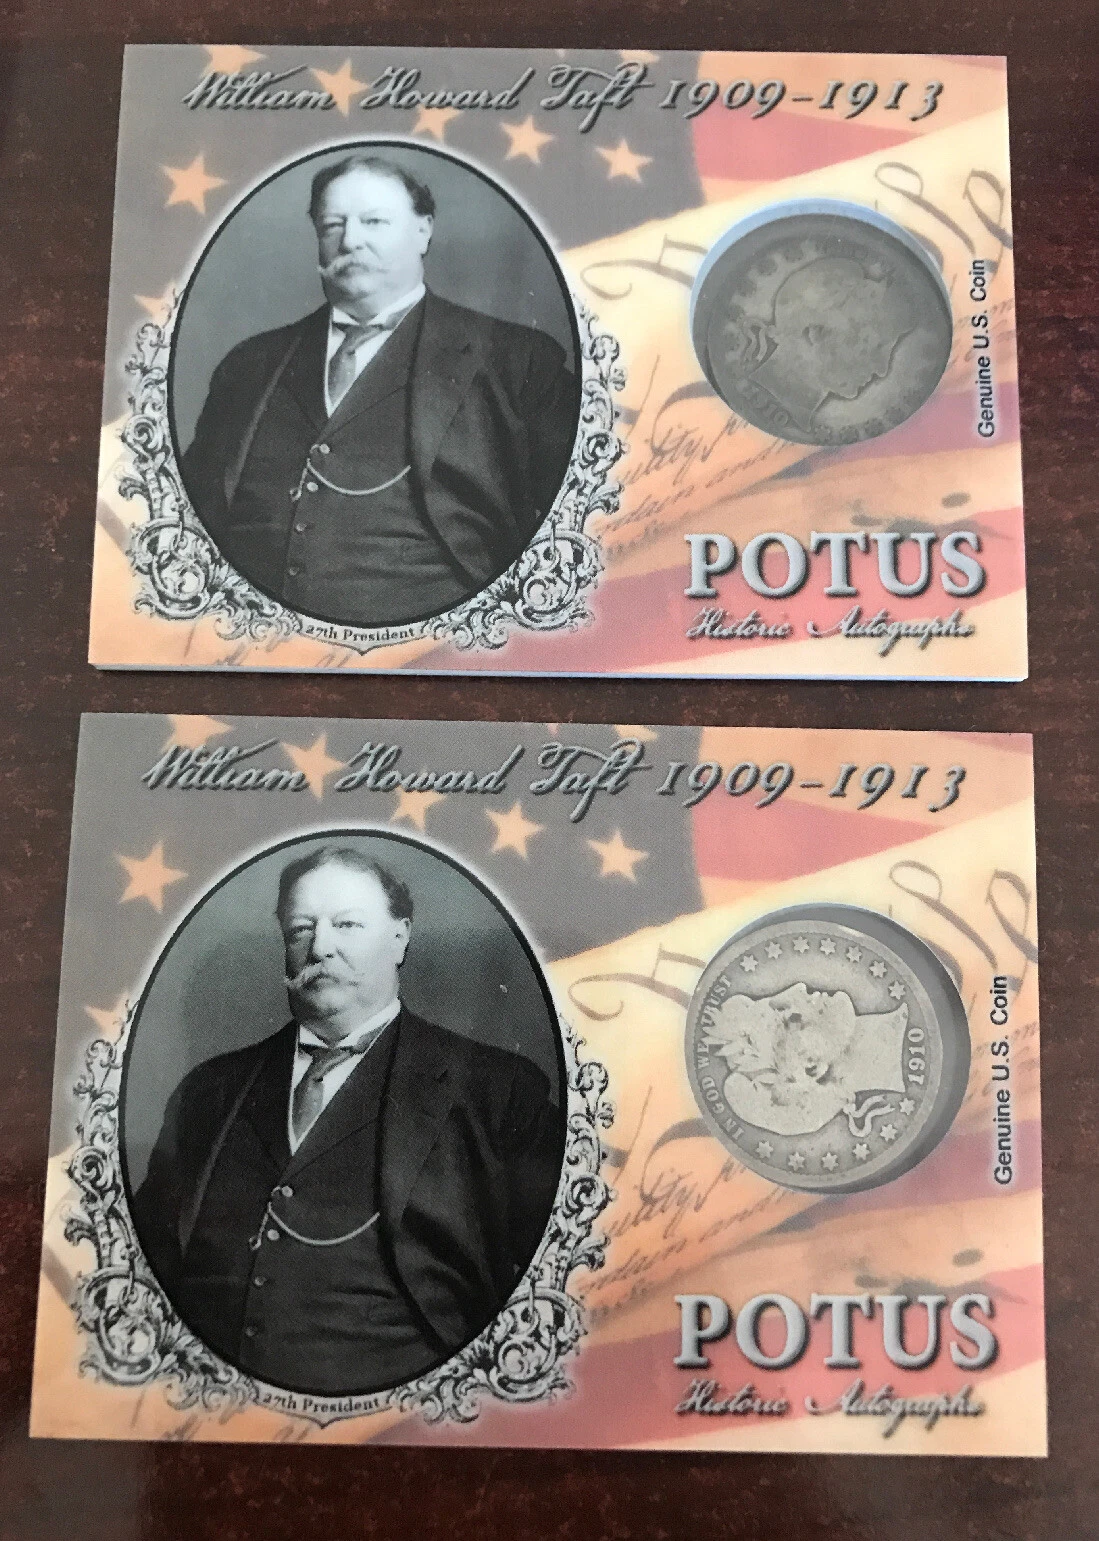 William Howard Taft 1909-1913
Genuine U.S. Coin
1910
POTUS
Historic Autographs
27th President
William Howard Taft 1909-1913
IN GOD WE TRUST
1910
Genuine U.S. Coin
POTUS
Historic Autographs
27th President